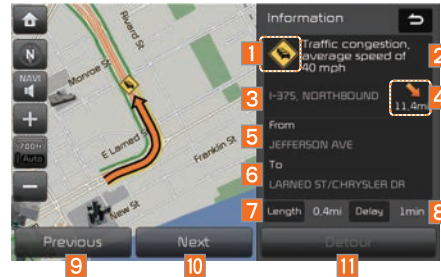 Information
1
Traffic congestion,
average speed of
40 mph
2
Rivard St
N
NAVI
Monroe St
3
I-375, NORTHBOUND
11.4mi
4
From
5
JEFFERSON AVE
E Larned St
To
Franklin St
6
LARNED ST/CHRYSLER DR
700ft
Auto
New St
7
Length 0.4mi Delay 1min
8
Previous
Next
Detour
9
10
11